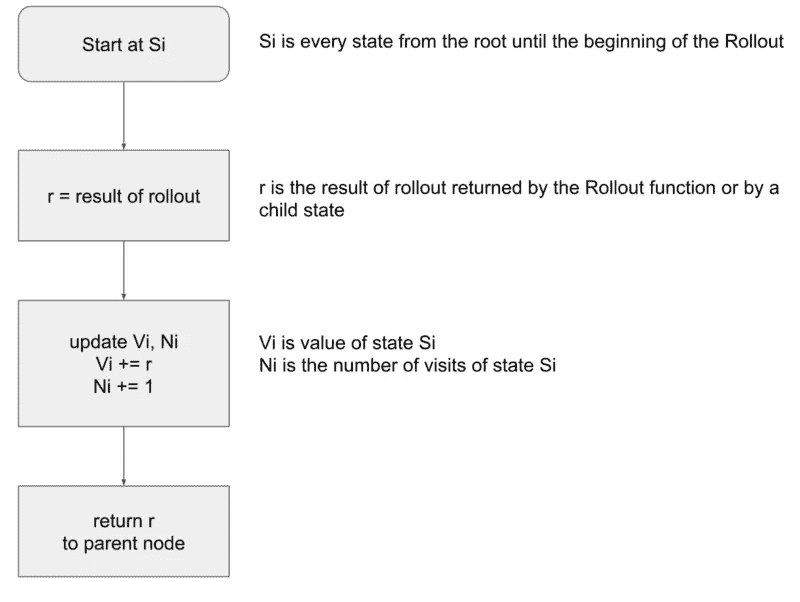 Start at Si
Si is every state from the root until the beginning of the Rollout
r = result of rollout
r is the result of rollout returned by the Rollout function or by a
child state
update Vi, Ni
Vi += r
Ni += 1
Vi is value of state Si
Ni is the number of visits of state Si
return r
to parent node